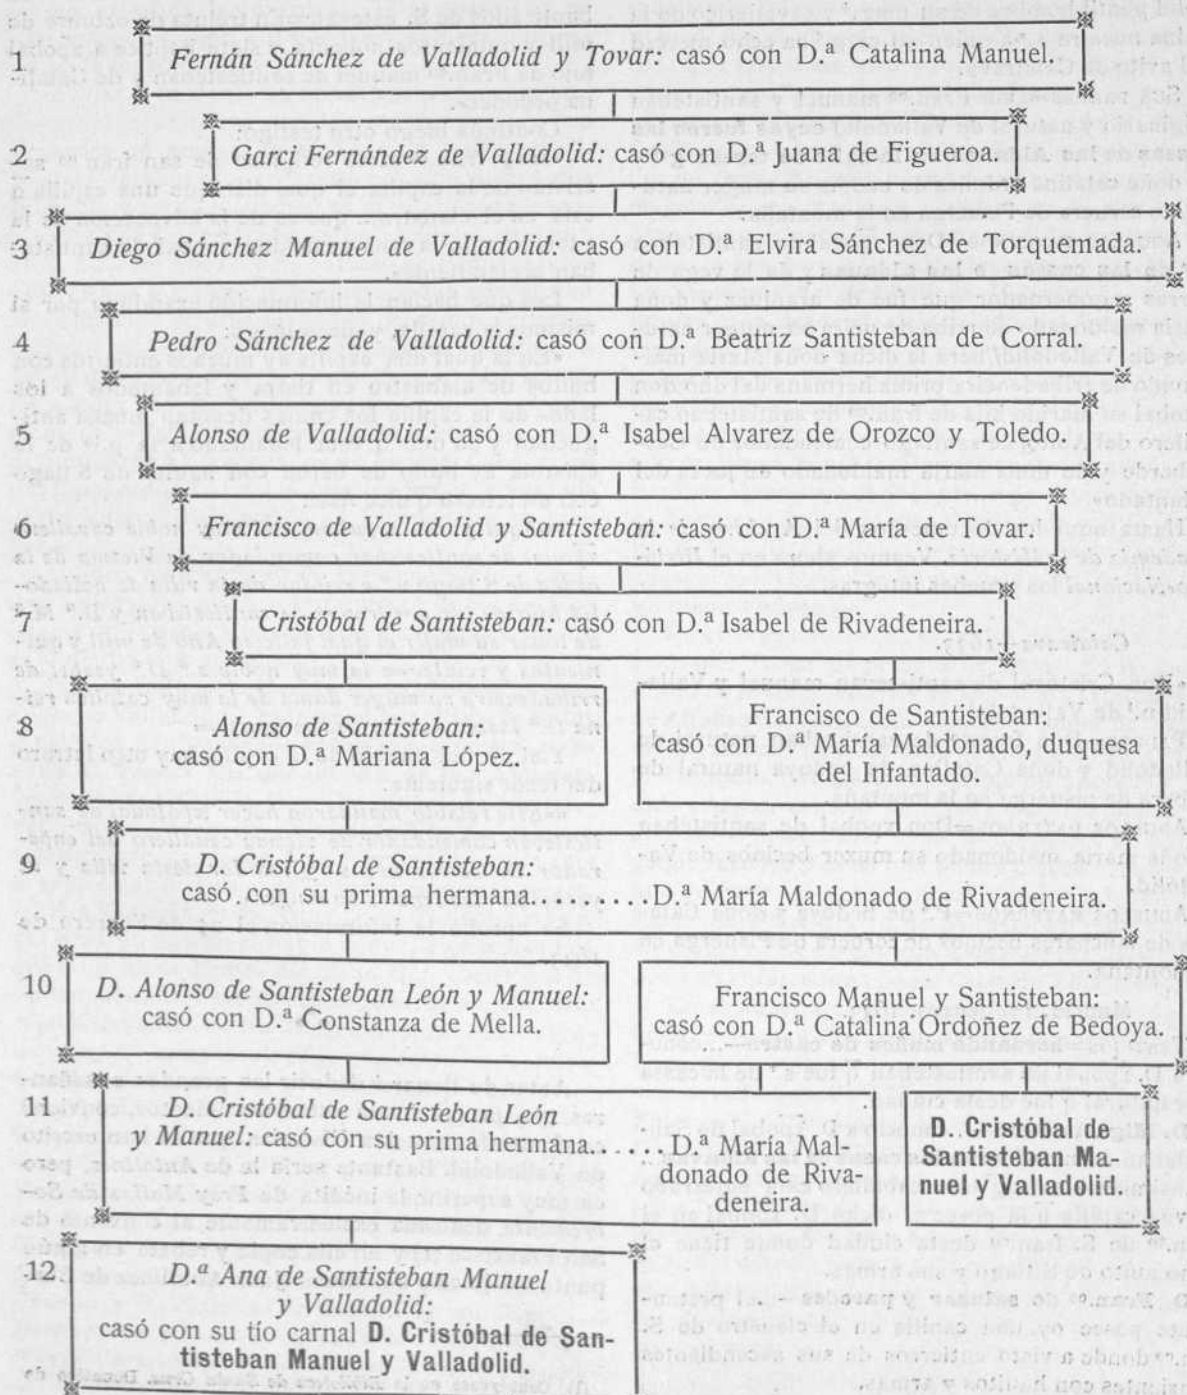 1 Fernán Sánchez de Valladolid y Tovar: casó con D.ª Catalina Manuel.
2 Garci Fernández de Valladolid: casó con D.ª Juana de Figueroa.
3 Diego Sánchez Manuel de Valladolid: casó con D.ª Elvira Sánchez de Torquemada.
4 Pedro Sánchez de Valladolid: casó con D.ª Beatriz Santisteban de Corral.
5 Alonso de Valladolid: casó con D.ª Isabel Alvarez de Orozco y Toledo.
6 Francisco de Valladolid y Santisteban: casó con D.ª María de Tovar.
7 Cristóbal de Santisteban: casó con D.ª Isabel de Rivadeneira.
8 Alonso de Santisteban:
casó con D.ª Mariana López.
Francisco de Santisteban:
casó con D.ª María Maldonado, duquesa
del Infantado.
9 D. Cristóbal de Santisteban:
casó con su prima hermana.........D.ª María Maldonado de Rivadeneira.
10 D. Alonso de Santisteban León y Manuel:
casó con D.ª Constanza de Mella.
Francisco Manuel y Santisteban:
casó con D.ª Catalina Ordoñez de Bedoya.
11 D. Cristóbal de Santisteban León
y Manuel: casó con su prima hermana......
D.ª María Mal-
donado de Riva-
deneira.
D. Cristóbal de
Santisteban Ma-
nuel y Valladolid.
12 D.ª Ana de Santisteban Manuel
y Valladolid:
casó con su tío carnal D. Cristóbal de San-
tisteban Manuel y Valladolid.